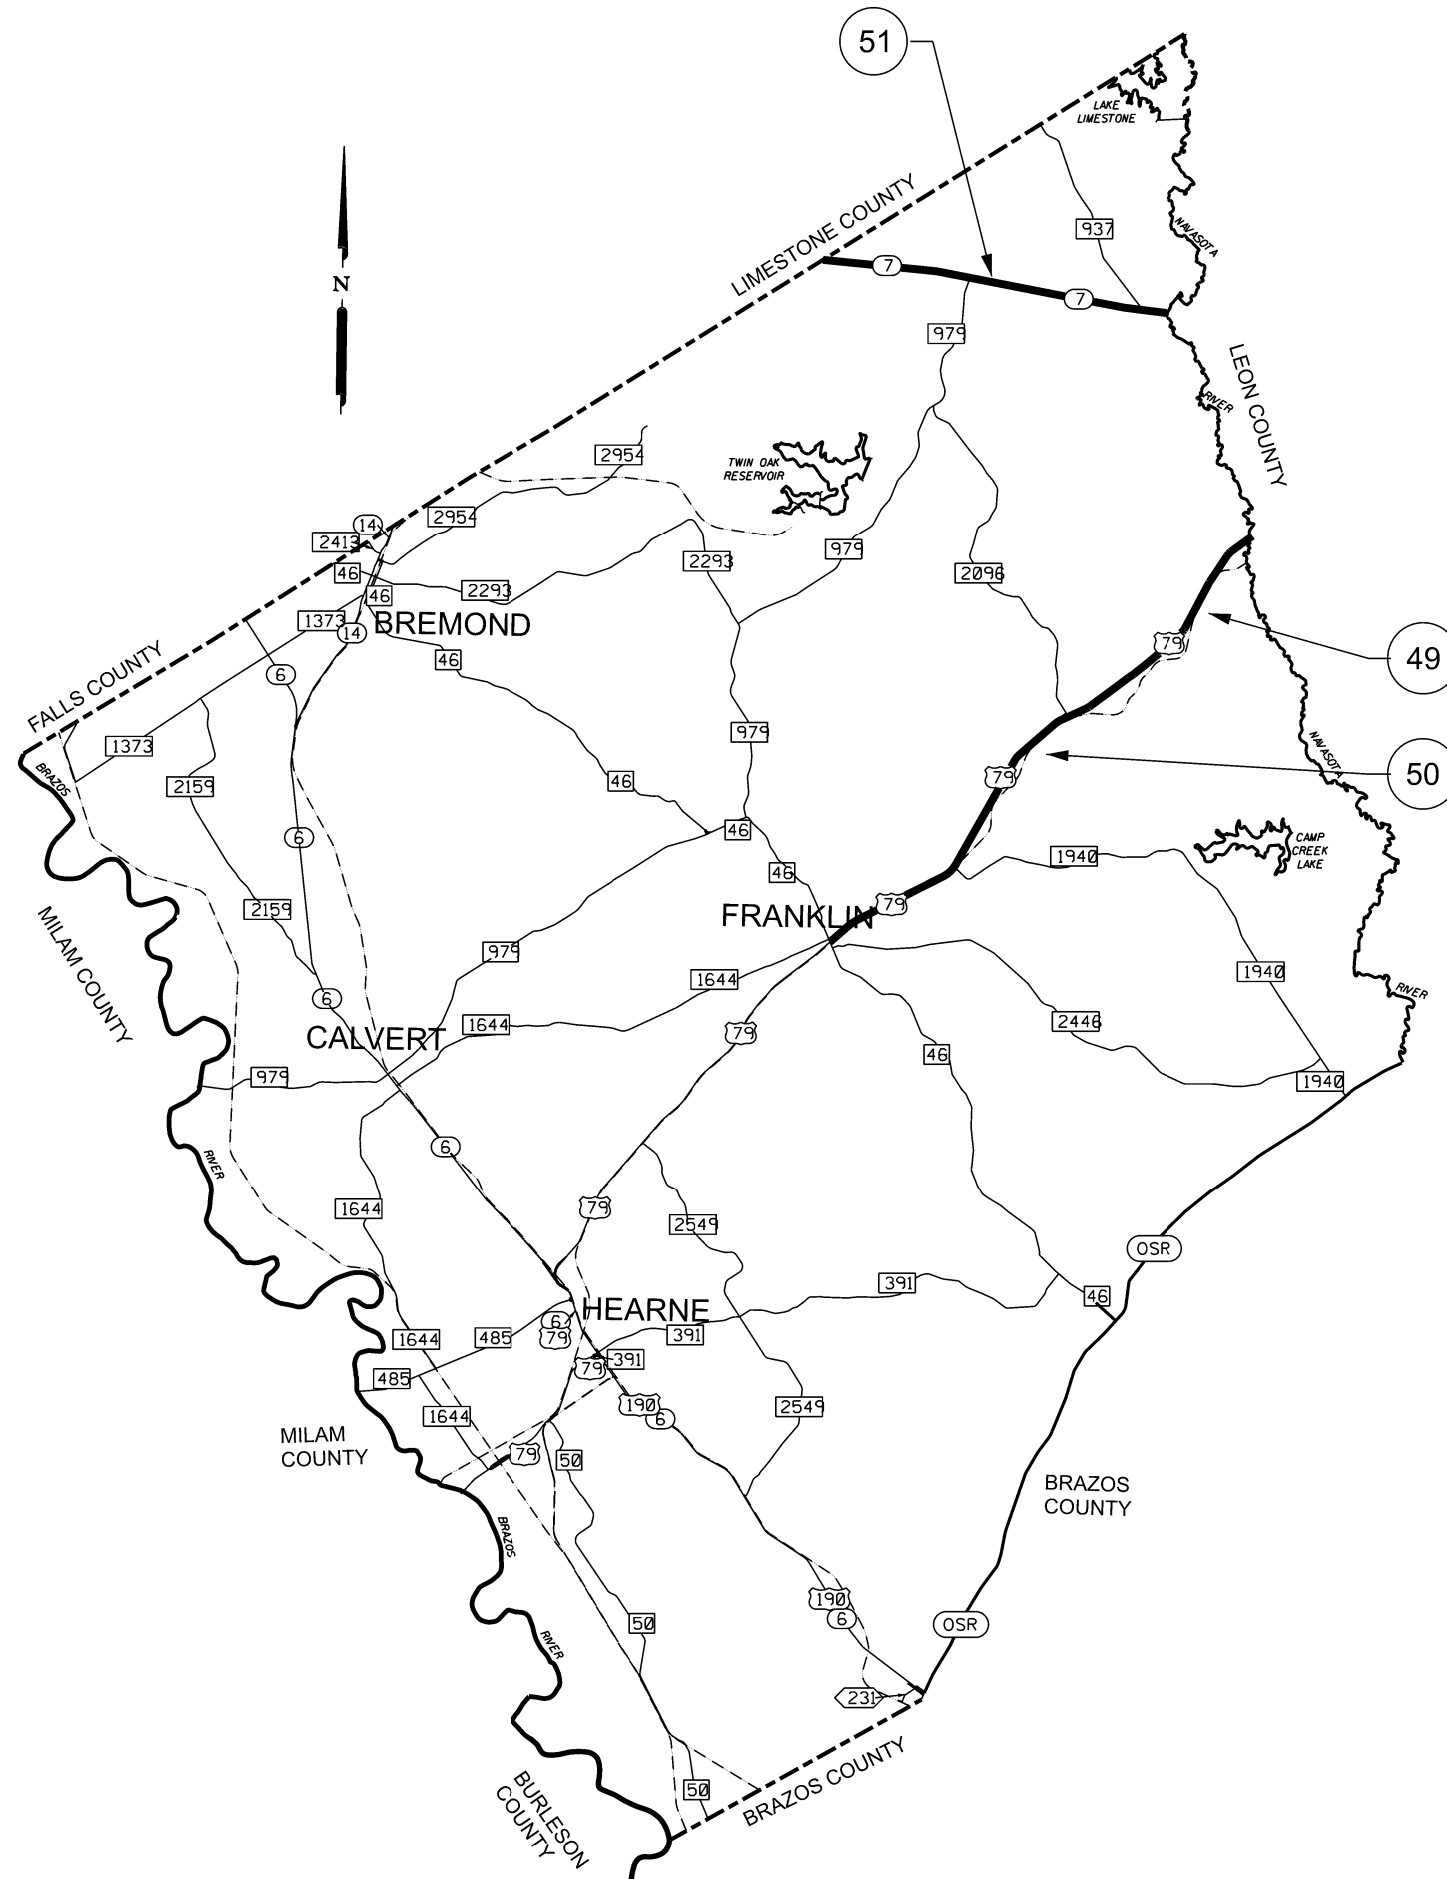 51
LAKE
LIMESTONE
LIMESTONE COUNTY
937
NAVASOTA
7
7
N
979
LEON COUNTY
RIVER
2954
TWIN OAK
RESERVOIR
2954
14
2413
979
2293
46
2293
2096
46
1373
BREMOND
14
79
49
46
6
FALLS COUNTY
979
1373
NAVASOTA
BRAZOS
79
50
2159
46
46
6
CAMP
CREEK
LAKE
1940
46
79
2159
FRANKLIN
MILAM COUNTY
979
1644
1940
6
RIVER
1644
2446
79
CALVERT
46
979
1940
6
RIVER
1644
79
2549
OSR
391
46
HEARNE
6
79
485
1644
391
391
79
485
190
6
2549
1644
MILAM
COUNTY
79
50
BRAZOS
COUNTY
BRAZOS
190
6
50
OSR
RIVER
231
50
BRAZOS COUNTY
BURLESON
COUNTY